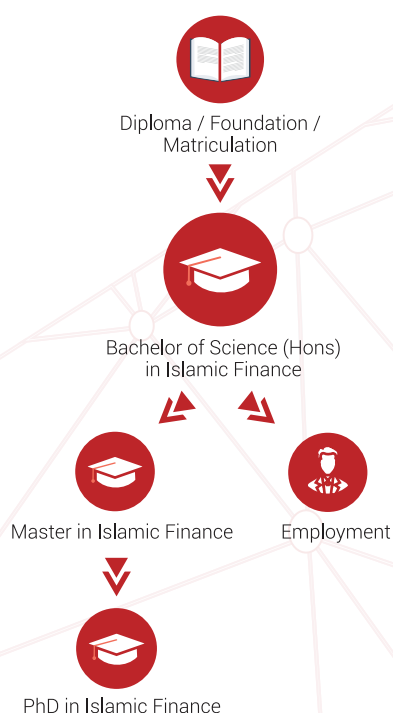 Diploma / Foundation /
Matriculation
Bachelor of Science (Hons)
in Islamic Finance
Master in Islamic Finance
Employment
PhD in Islamic Finance